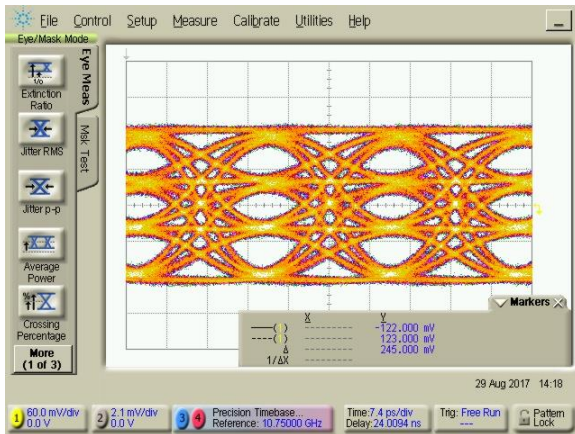 File Control Setup Measure Calibrate Utilities Help
Eye/Mask Mode
Extinction
Ratio
Jitter RMS
Jitter p-p
Average
Power
Crossing
Percentage
More
(1 of 3)
Eye Meas
Msk Test
Markers
X Y
-122.000 mV
123.000 mV
Δ 245.000 mV
1/ΔX
29 Aug 2017 14:18
1 60.0 mV/div
0.0 V
2 2.1 mV/div
0.0 V
3 4 Precision Timebase...
Reference: 10.75000 GHz
Time:7.4 ps/div
Delay:24.0094 ns
Trig: Free Run
---
Pattern
Lock